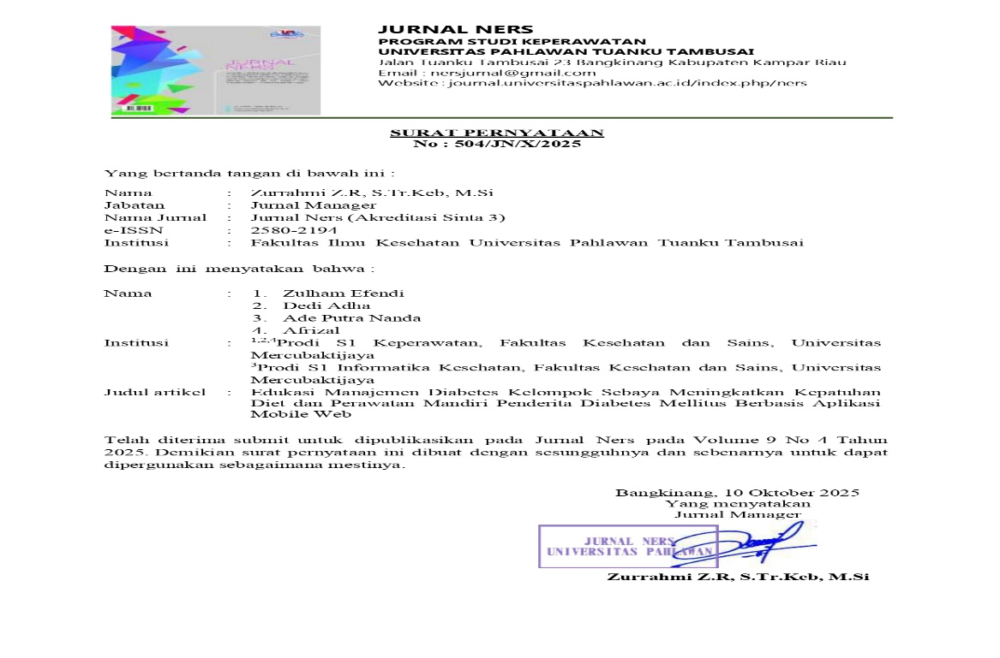 JURNAL NERS
PROGRAM STUDI KEPERAWATAN
UNIVERSITAS PAHLAWAN TUANKU TAMBUSAI
Jalan Tuanku Tambusai 23 Bangkinang Kabupaten Kampar Riau
Email : nersjurnal@gmail.com
Website : journal.universitaspahlawan.ac.id/index.php/ners
JURNAL
NERS
SURAT PERNYATAAN
No : 504/JN/X/2025
Yang bertanda tangan di bawah ini :
Nama : Zurrahmi Z.R, S.Tr.Keb, M.Si
Jabatan : Jurnal Manager
Nama Jurnal : Jurnal Ners (Akreditasi Sinta 3)
e-ISSN : 2580-2194
Institusi : Fakultas Ilmu Kesehatan Universitas Pahlawan Tuanku Tambusai
Dengan ini menyatakan bahwa :
Nama : 1. Zulham Efendi
2. Dedi Adha
3. Ade Putra Nanda
4. Afrizal
Institusi : 1,2,4Prodi S1 Keperawatan, Fakultas Kesehatan dan Sains, Universitas
Mercubaktijaya
3Prodi S1 Informatika Kesehatan, Fakultas Kesehatan dan Sains, Universitas
Mercubaktijaya
Judul artikel : Edukasi Manajemen Diabetes Kelompok Sebaya Meningkatkan Kepatuhan
Diet dan Perawatan Mandiri Penderita Diabetes Mellitus Berbasis Aplikasi
Mobile Web
Telah diterima submit untuk dipublikasikan pada Jurnal Ners pada Volume 9 No 4 Tahun
2025. Demikian surat pernyataan ini dibuat dengan sesungguhnya dan sebenarnya untuk dapat
dipergunakan sebagaimana mestinya.
Bangkinang, 10 Oktober 2025
Yang menyatakan
Jurnal Manager
JURNAL NERS
UNIVERSITAS PAHLAWAN
Zurrahmi Z.R, S.Tr.Keb, M.Si